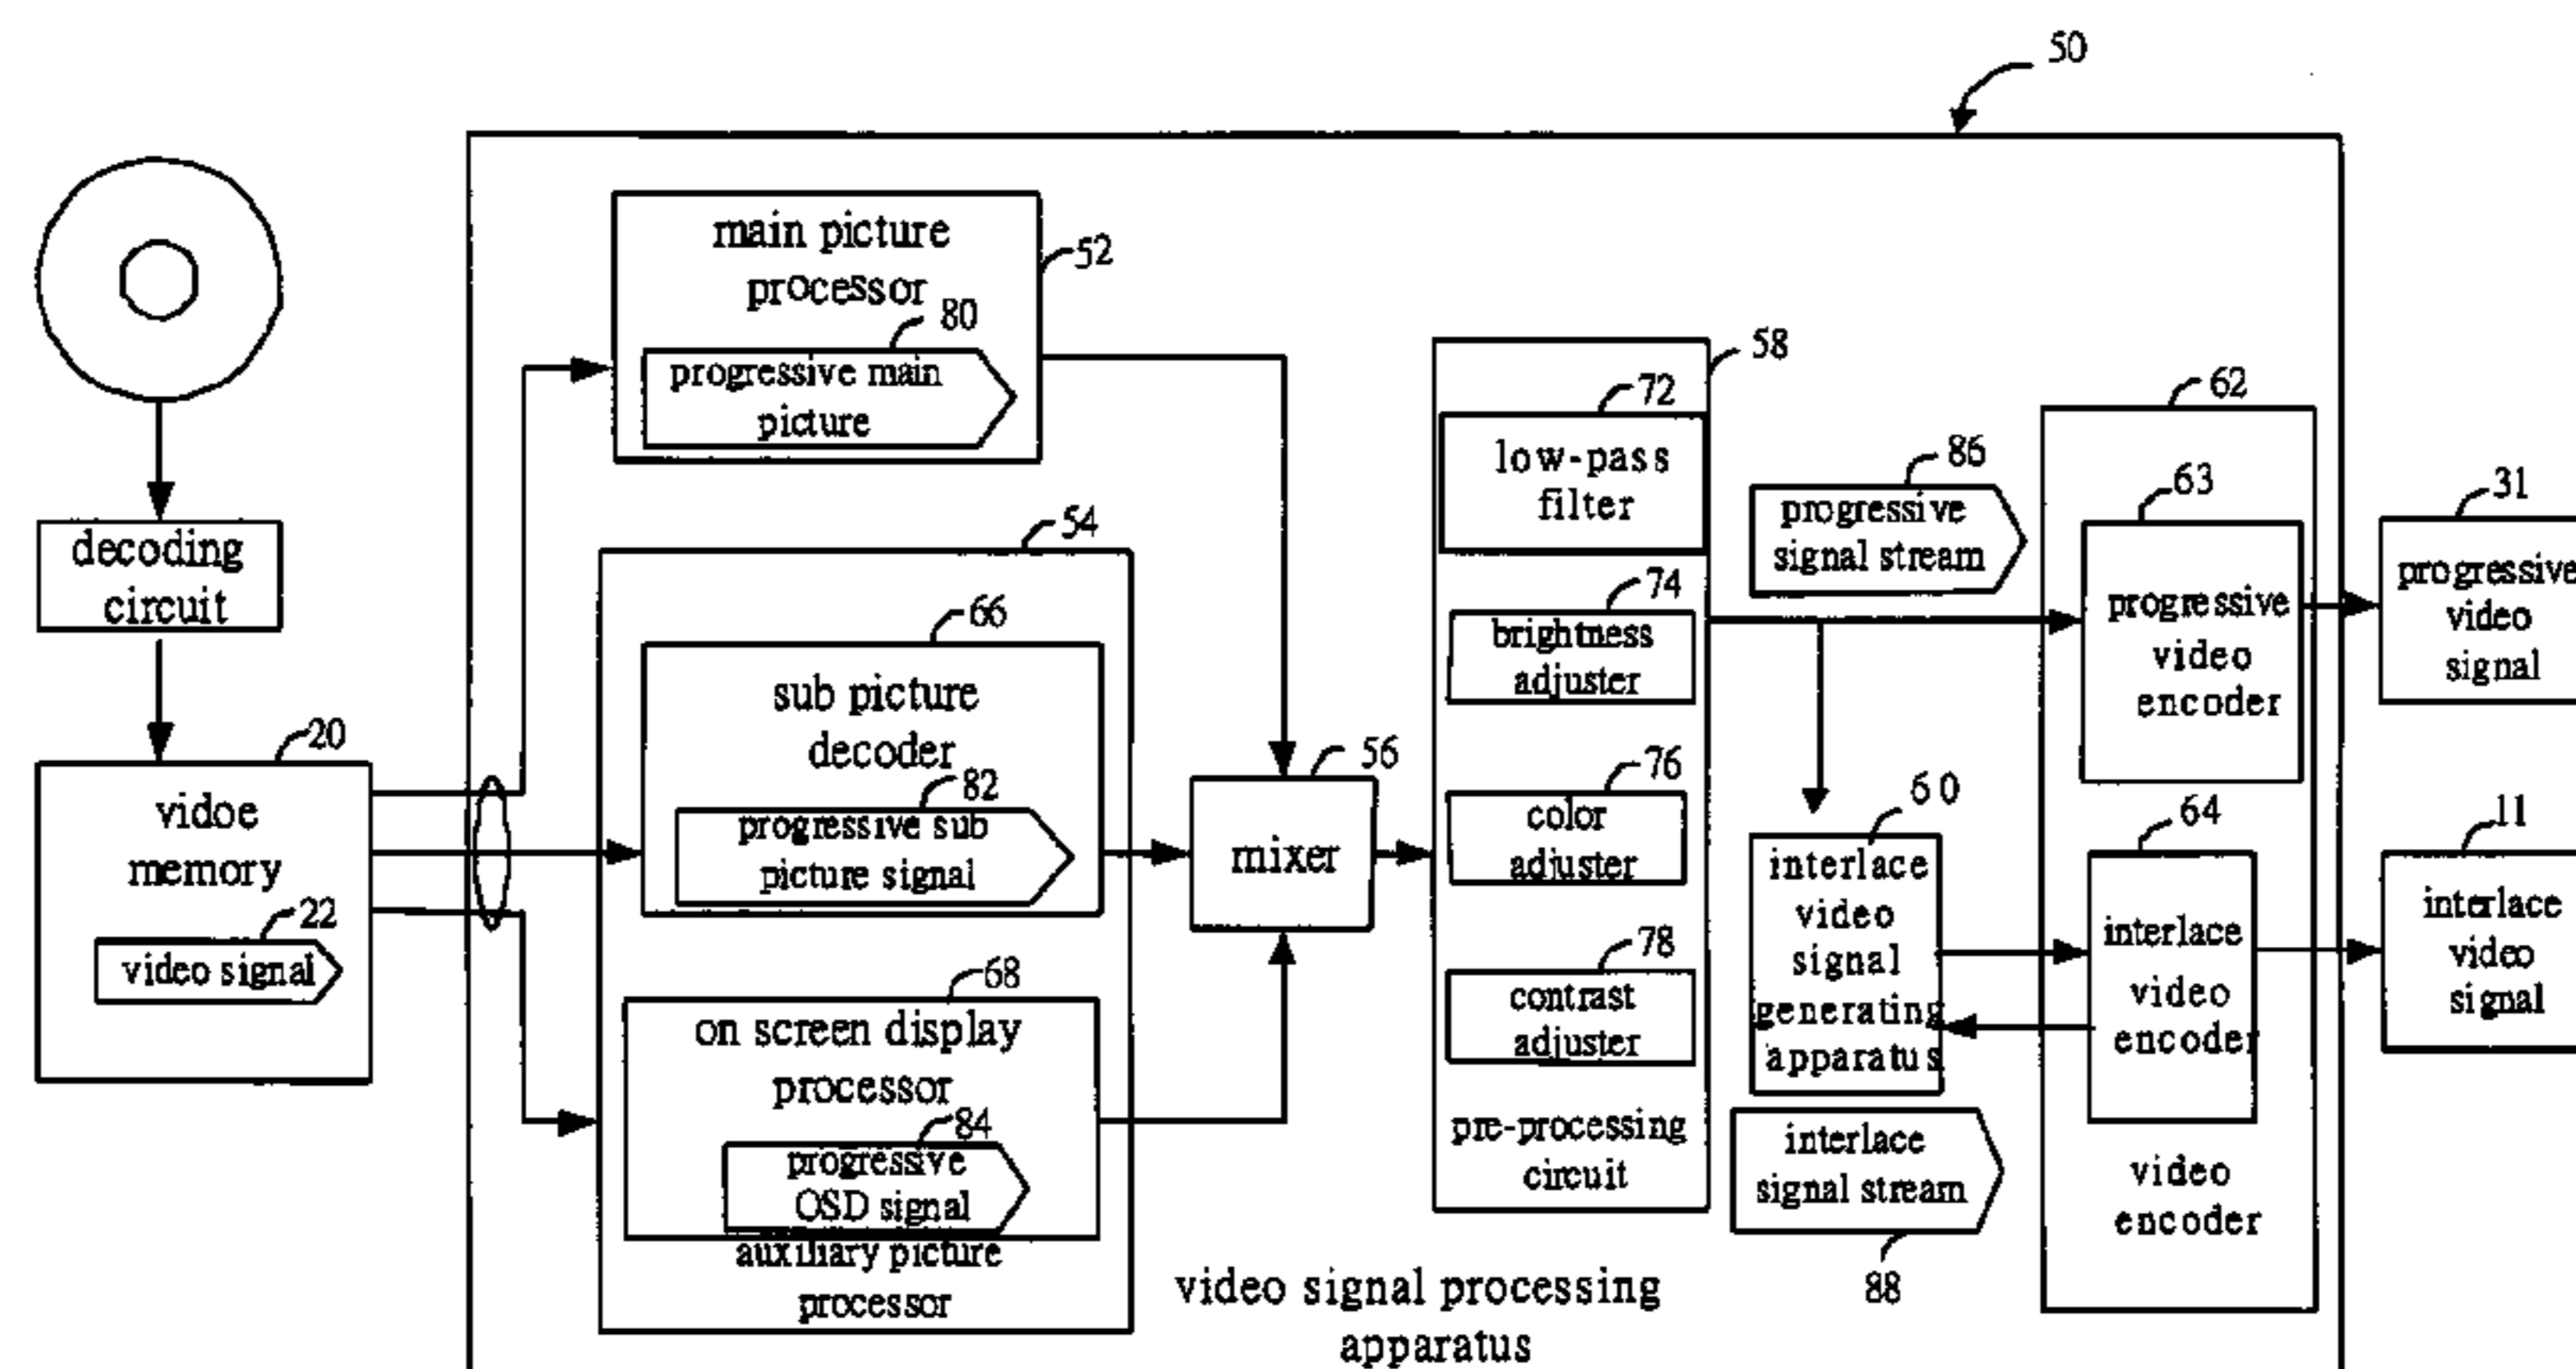 50
main picture
processor
52
80
progressive main
picture
decoding
circuit
54
66
sub picture
decoder
82
progressive sub
picture signal
20
vidoe
memory
22
video signal
68
on screen display
processor
84
progressive
OSD signal
auxiliary picture
processor
56
mixer
58
72
low-pass
filter
74
brightness
adjuster
76
color
adjuster
78
contrast
adjuster
pre-processing
circuit
86
progressive
signal stream
60
interlace
video
signal
generating
apparatus
interlace
signal stream
88
62
63
progressive
video
encoder
64
interlace
video
encoder
video
encoder
31
progressive
video
signal
11
interlace
video
signal
video signal processing
apparatus